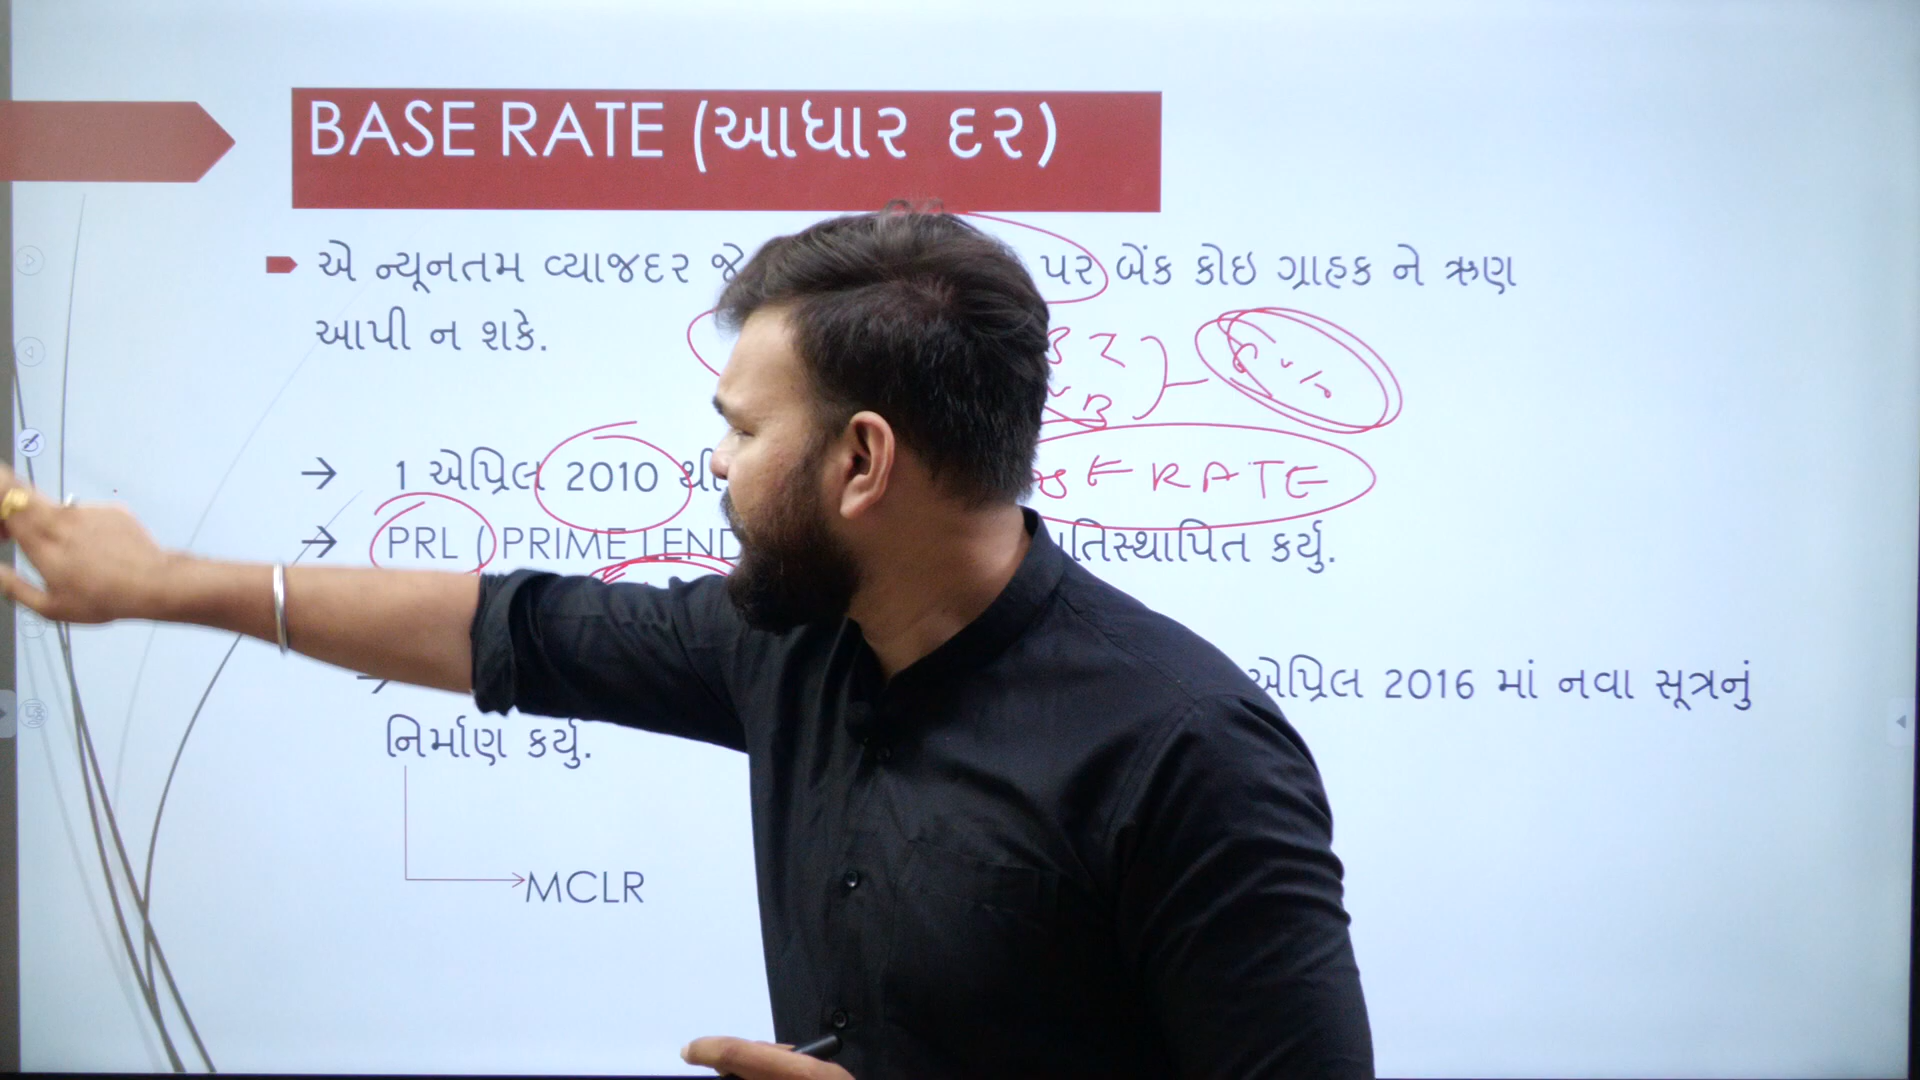 BASE RATE (આધાર દર)
એ ન્યૂનતમ વ્યાજદર જે પર બેંક કોઇ ગ્રાહક ને ઋણ
આપી ન શકે.
1 એપ્રિલ 2010 થી RATE
PRL ( PRIME LEND કર્યુ.
એપ્રિલ 2016 માં નવા સૂત્રનું
નિર્માણ કર્યુ.
MCLR